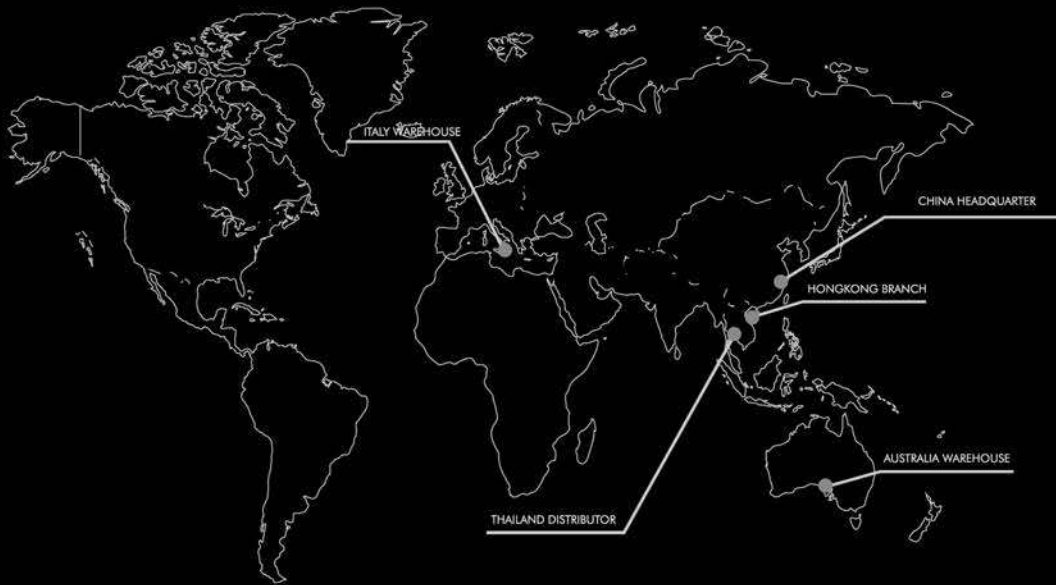 ITALY WAREHOUSE
CHINA HEADQUARTER
HONGKONG BRANCH
AUSTRALIA WAREHOUSE
THAILAND DISTRIBUTOR